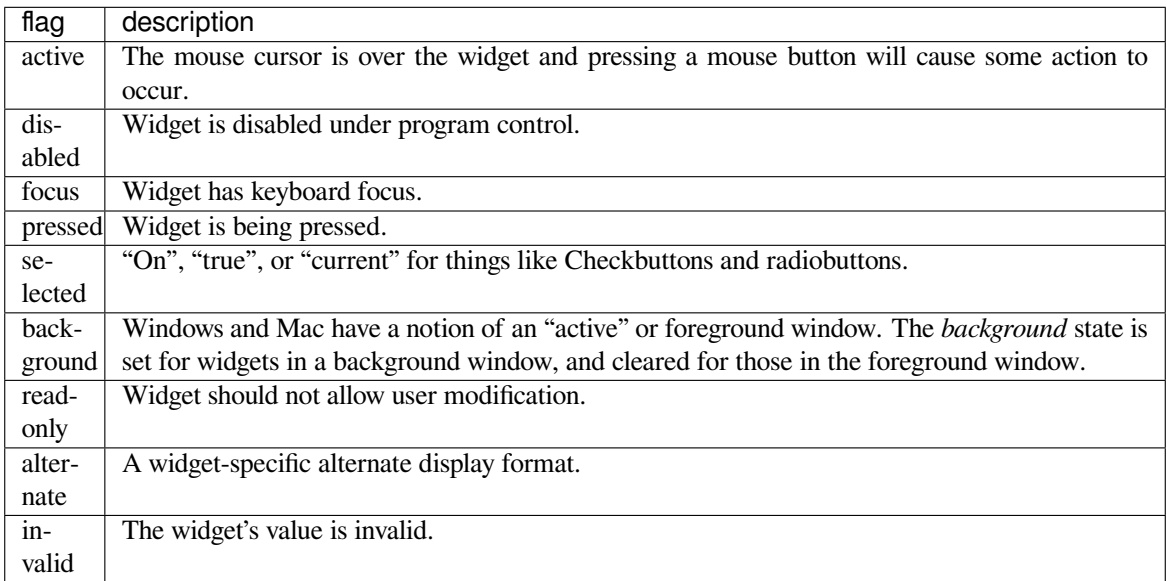 flag description
active The mouse cursor is over the widget and pressing a mouse button will cause some action to
occur.
dis- Widget is disabled under program control.
abled
focus Widget has keyboard focus.
pressed Widget is being pressed.
se- “On”, “true”, or “current” for things like Checkbuttons and radiobuttons.
lected
back- Windows and Mac have a notion of an “active” or foreground window. The background state is
ground set for widgets in a background window, and cleared for those in the foreground window.
read- Widget should not allow user modification.
only
alter- A widget-specific alternate display format.
nate
in- The widget’s value is invalid.
valid